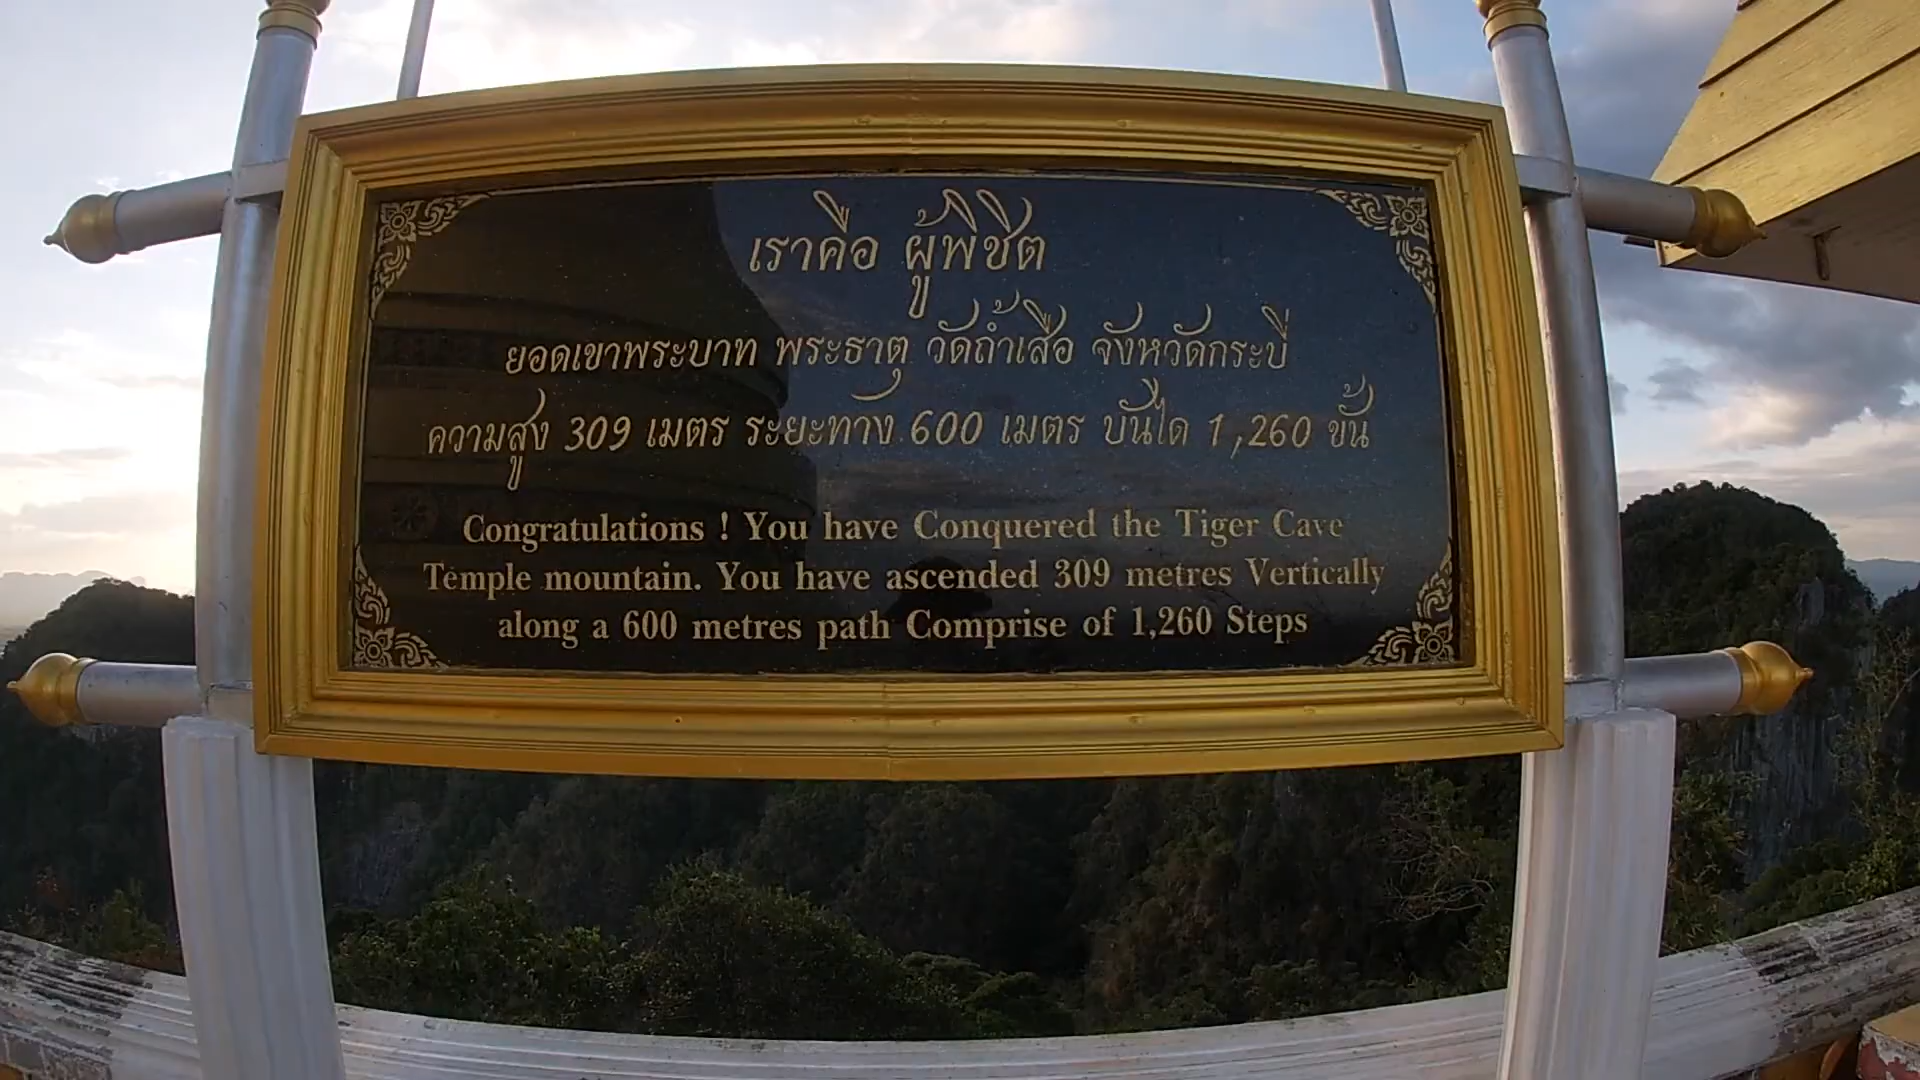 เราคือ ผู้พิชิต
ยอดเขาพระบาท พระธาตุ วัดถ้ำเสือ จังหวัดกระบี่
ความสูง 309 เมตร ระยะทาง 600 เมตร บันได 1,260 ขั้น
Congratulations ! You have Conquered the Tiger Cave
Temple mountain. You have ascended 309 metres Vertically
along a 600 metres path Comprise of 1,260 Steps